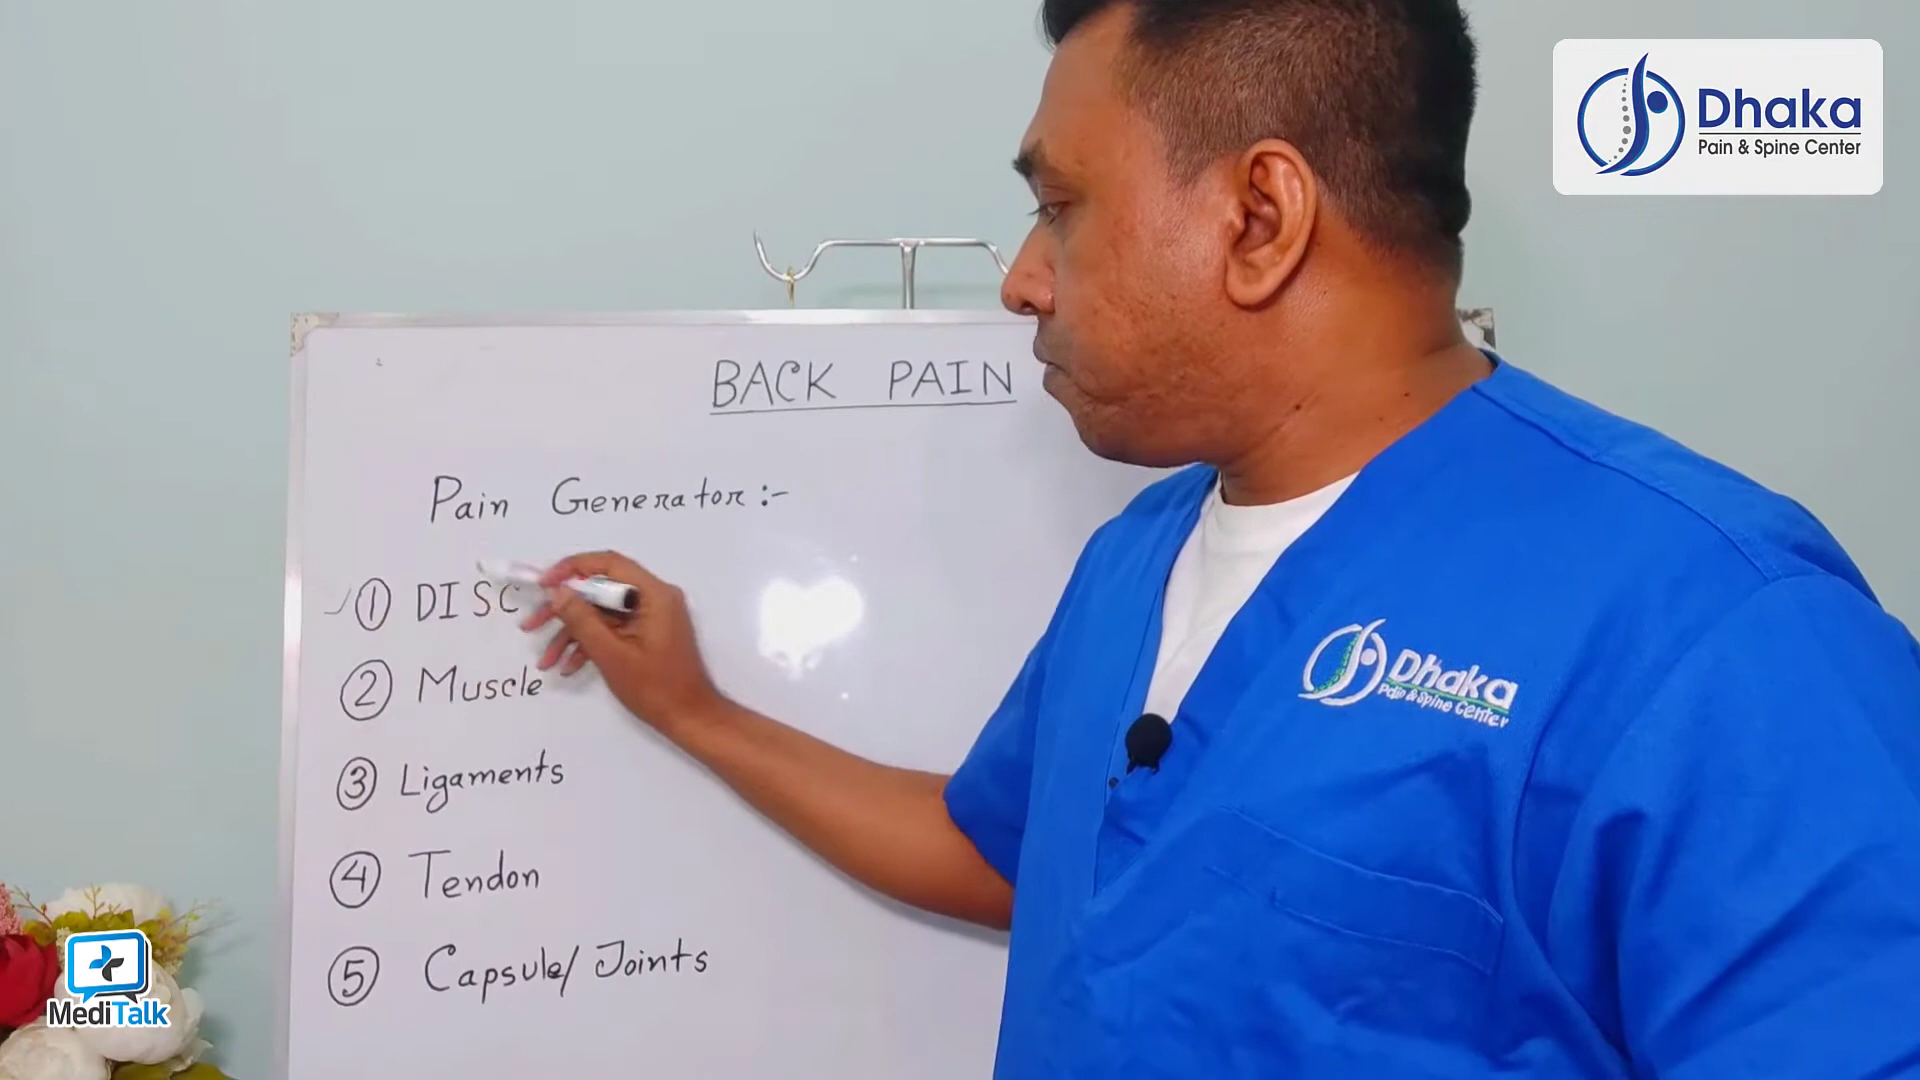 Dhaka
Pain & Spine Center
BACK PAIN
Pain Generator:-
① DISC
② Muscle
③ Ligaments
④ Tendon
⑤ Capsule/Joints
Dhaka
Pain & Spine Center
MediTalk